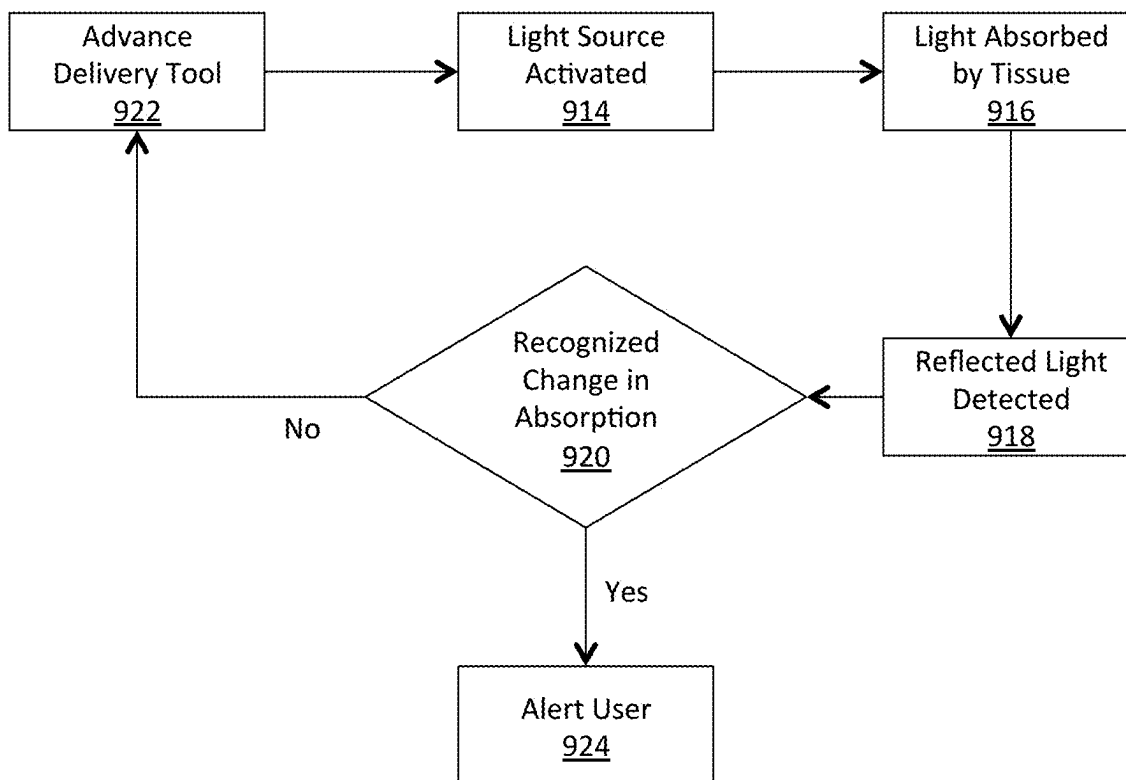 Advance
Delivery Tool
922
Light Source
Activated
914
Light Absorbed
by Tissue
916
Reflected Light
Detected
918
Recognized
Change in
Absorption
920
No
Yes
Alert User
924